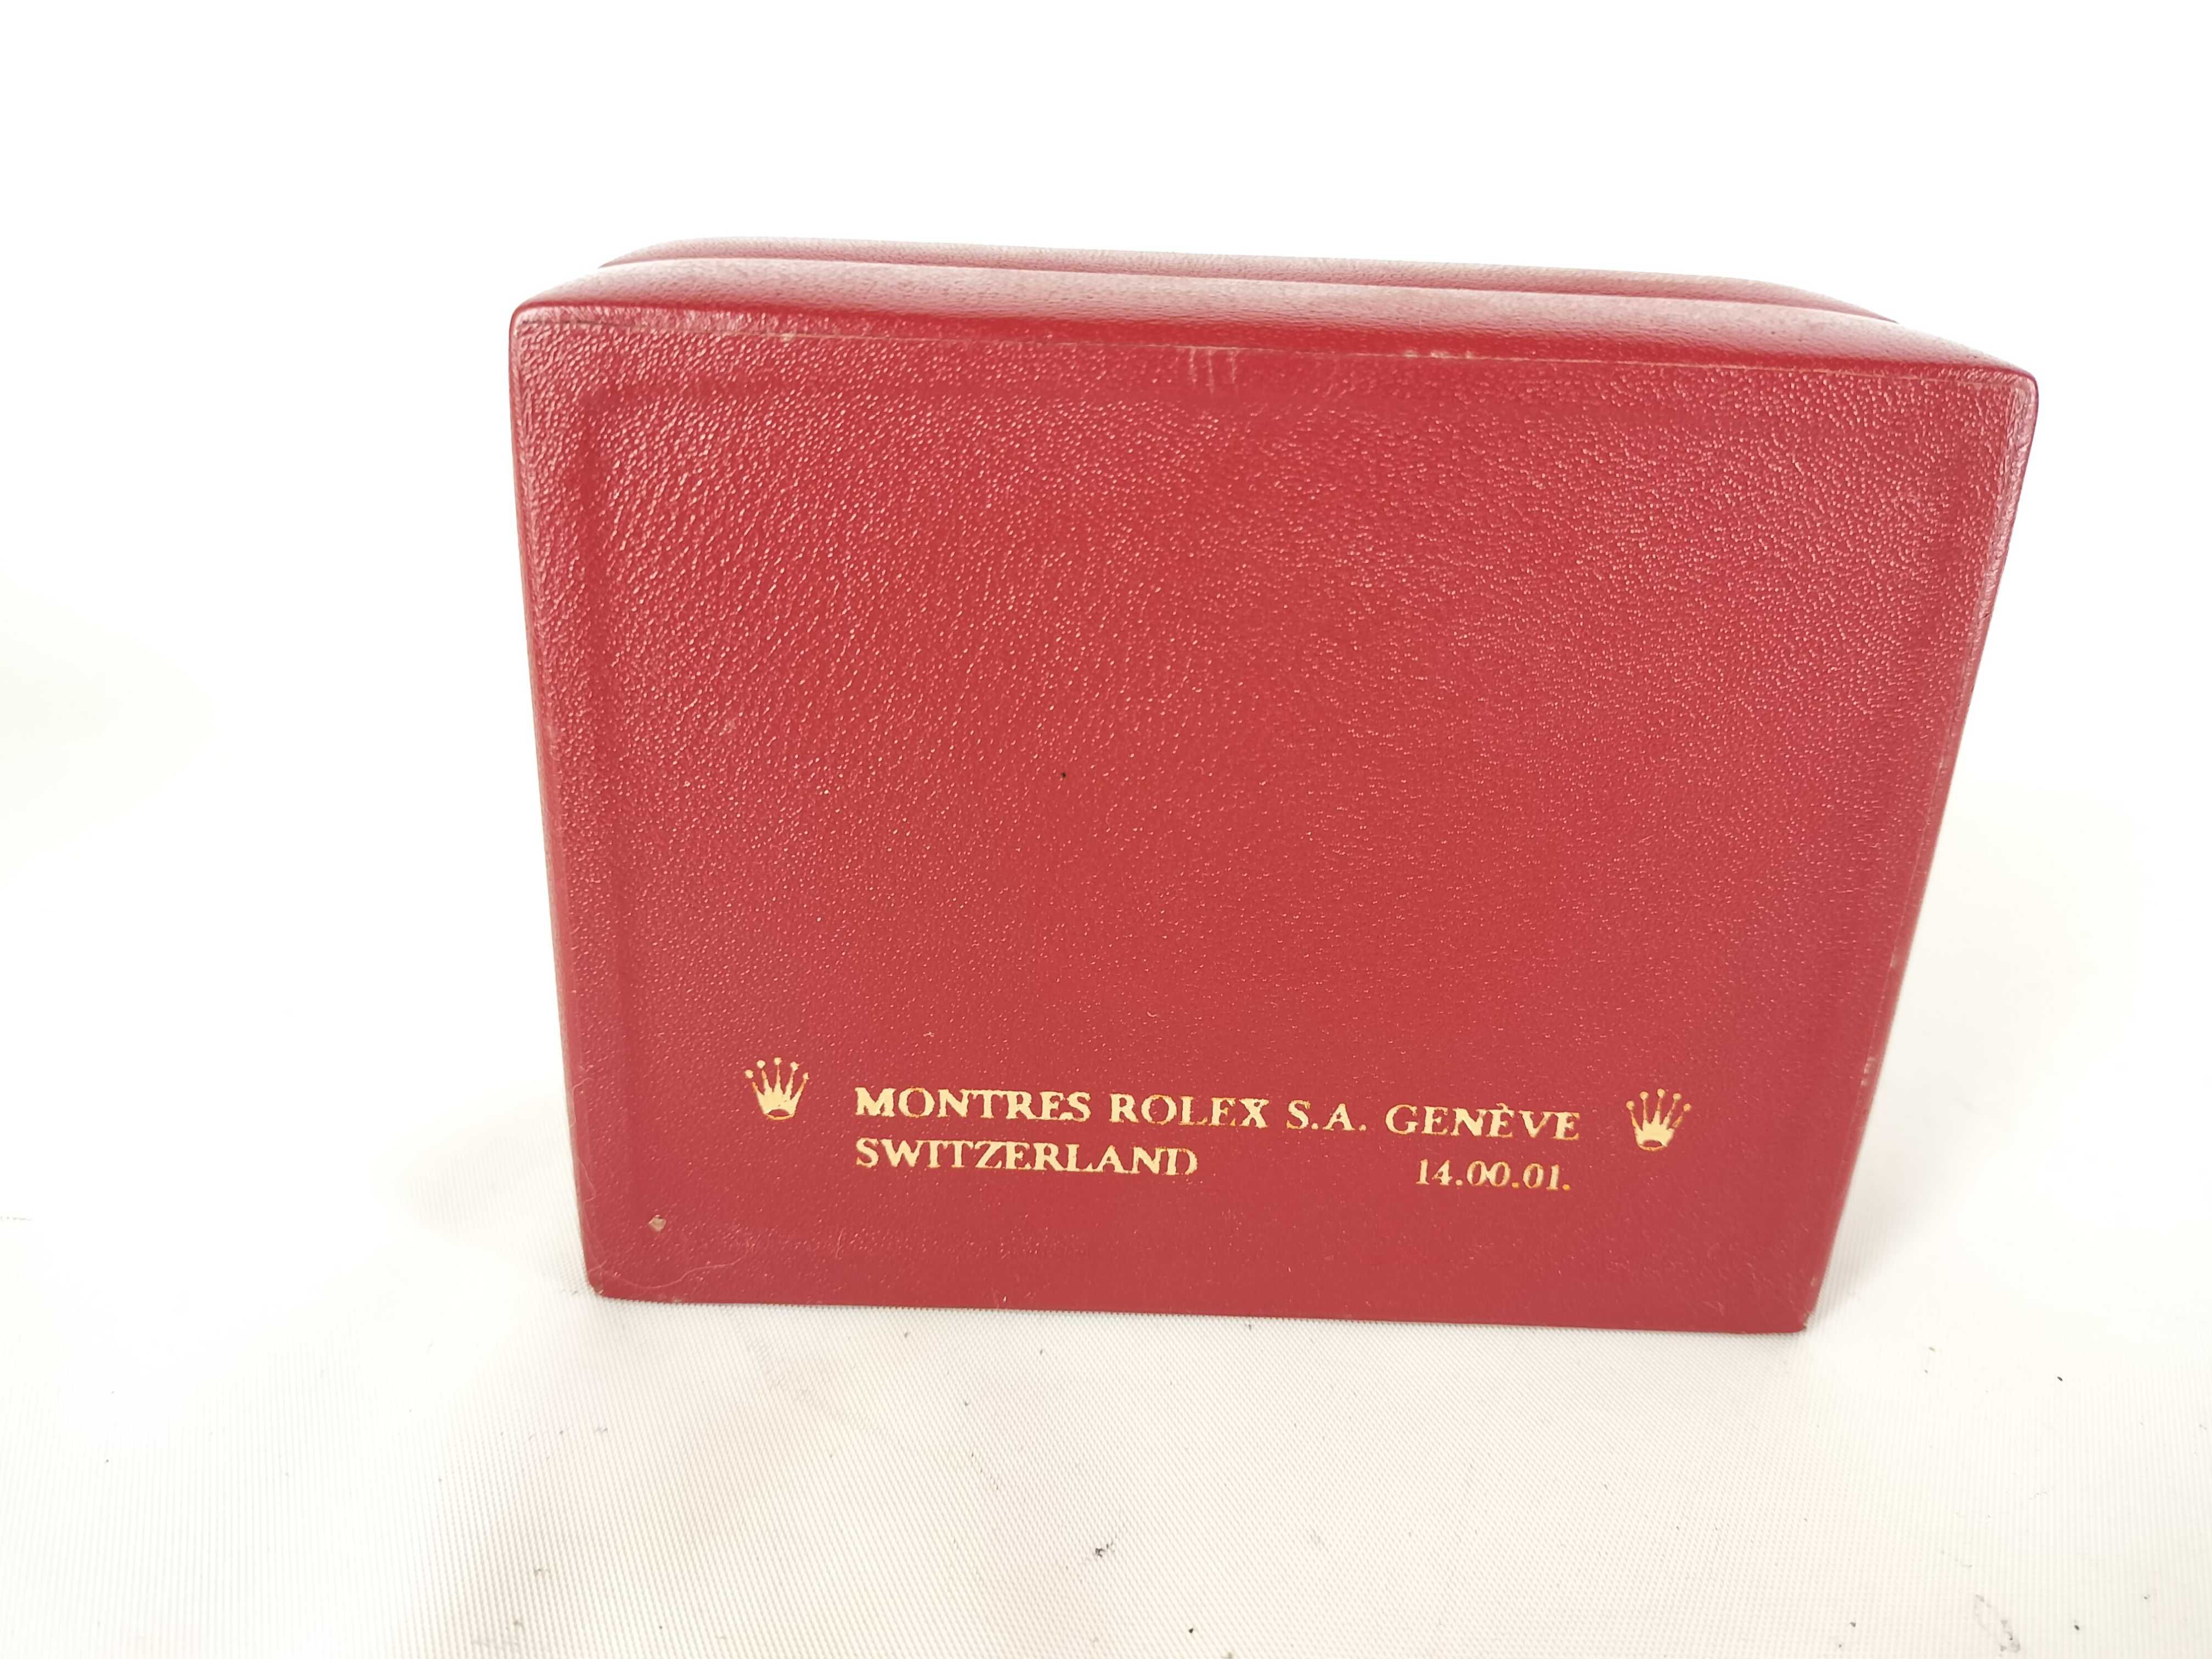 MONTRES ROLEX S.A. GENÈVE
SWITZERLAND 14.00.01.